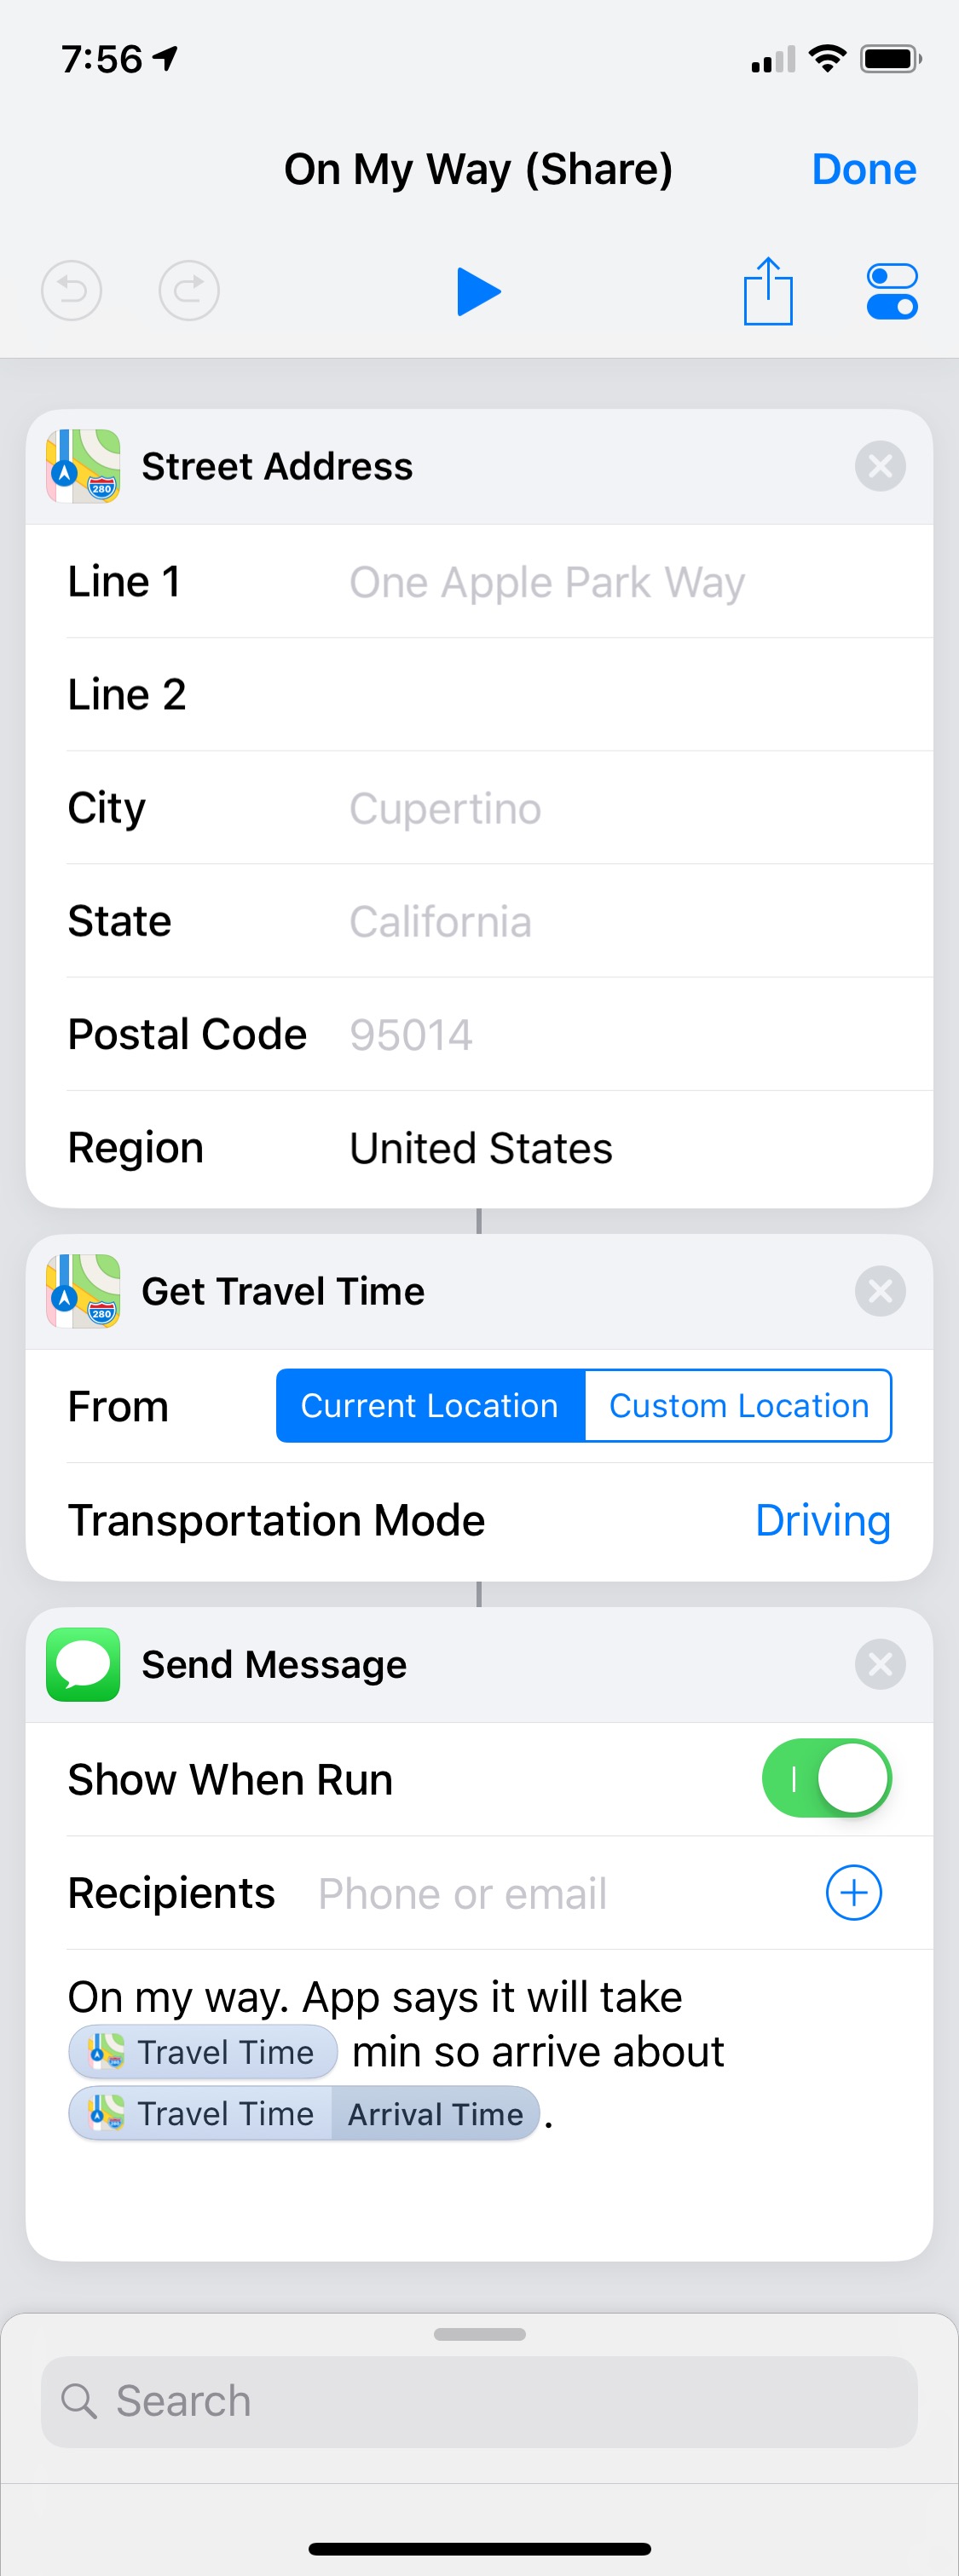 7:56
On My Way (Share) Done
280 Street Address
Line 1 One Apple Park Way
Line 2
City Cupertino
State California
Postal Code 95014
Region United States
280 Get Travel Time
From Current Location Custom Location
Transportation Mode Driving
Send Message
Show When Run
Recipients Phone or email
On my way. App says it will take
Travel Time min so arrive about
Travel Time Arrival Time .
Search